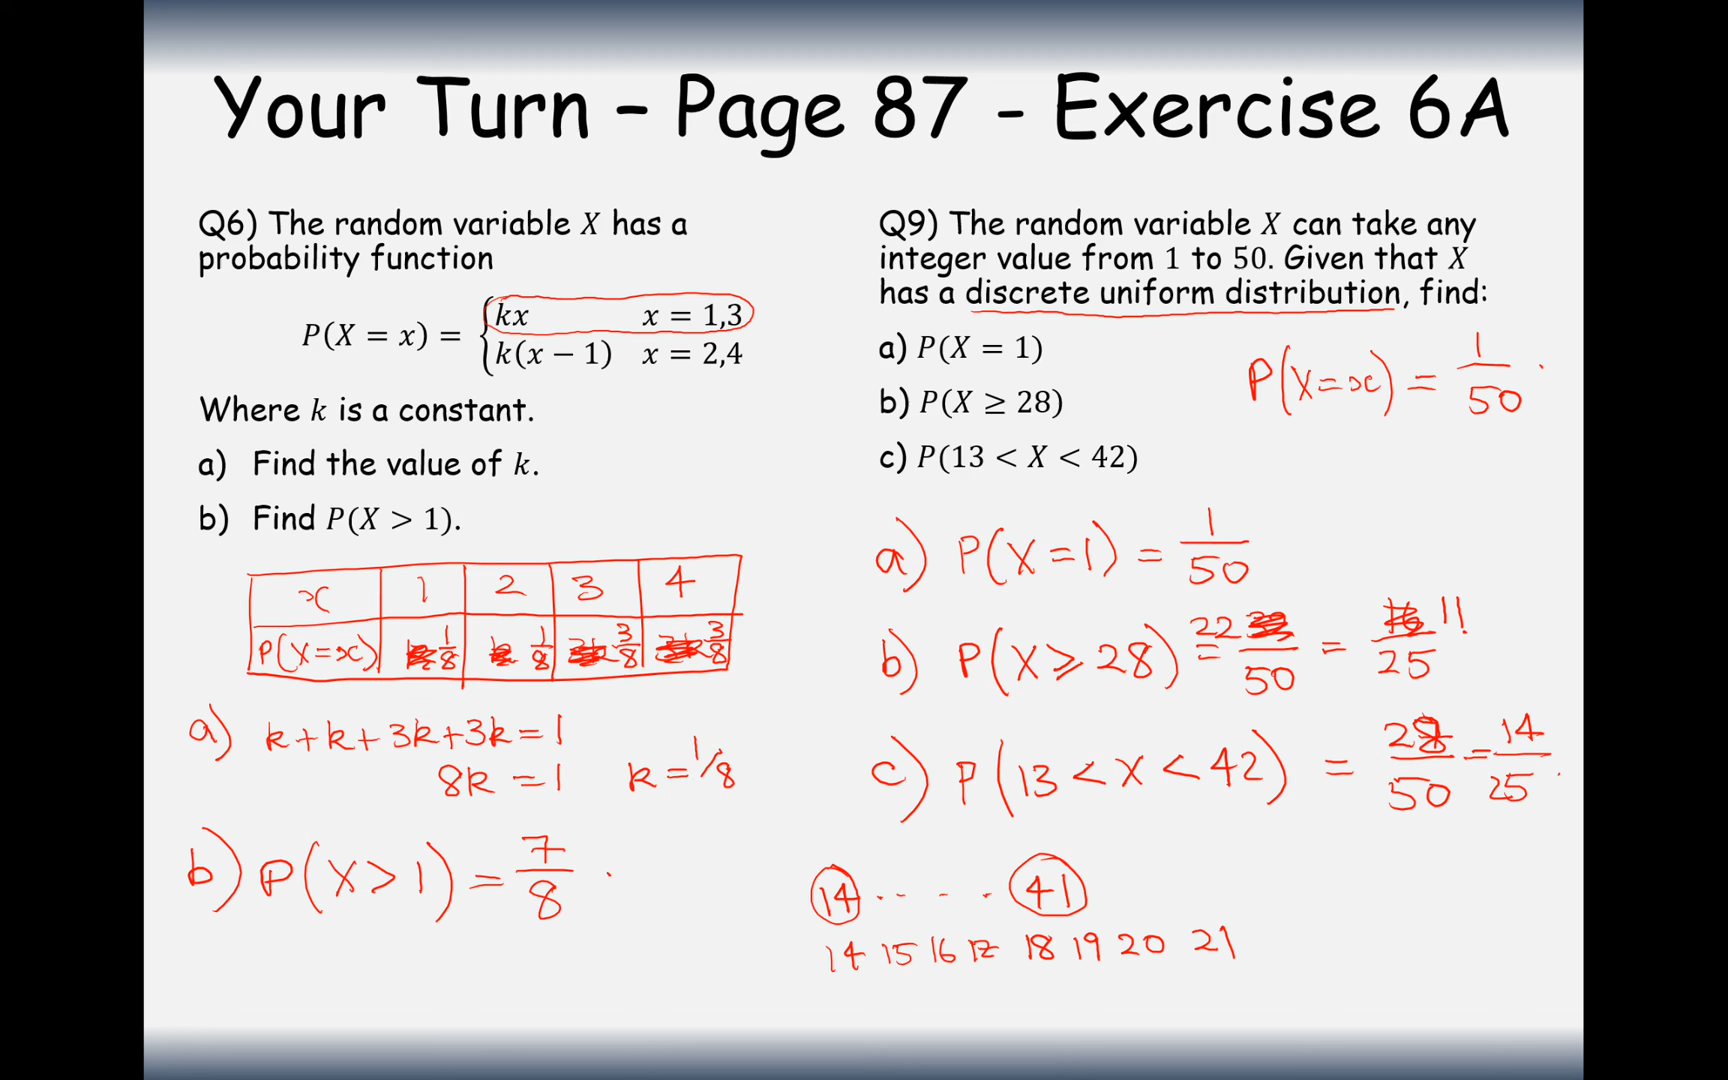 Your Turn – Page 87 - Exercise 6A
Q6) The random variable X has a
probability function
P(X = x) = { kx x = 1,3
k(x − 1) x = 2,4
Where k is a constant.
a) Find the value of k.
b) Find P(X > 1).
x 1 2 3 4
P(X=x) 1/8 1/8 3/8 3/8
a) k+k+3k+3k=1
8k =1 k = 1/8
b) P(X>1) = 7/8
Q9) The random variable X can take any
integer value from 1 to 50. Given that X
has a discrete uniform distribution, find:
a) P(X = 1)
b) P(X ≥ 28)
c) P(13 < X < 42)
P(X=x) = 1/50
a) P(X=1) = 1/50
b) P(X≥28) = 22/50 = 11/25
c) P(13<X<42) = 28/50 = 14/25
14 ..... 41
14 15 16 17 18 19 20 21